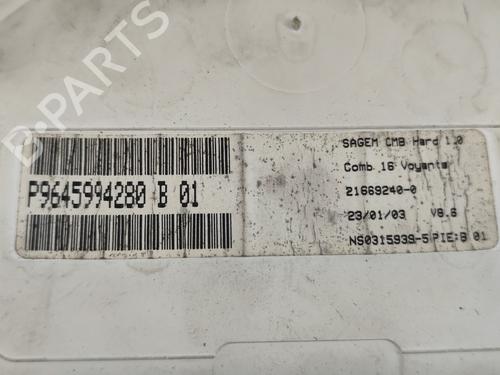 B-PARTS
P9645994280 B 01
SAGEM CMB Hard 1.0
Comb 16 Voyants
21669240-0
23/01/03 V8.6
NS0315939-5 PIE:B 01